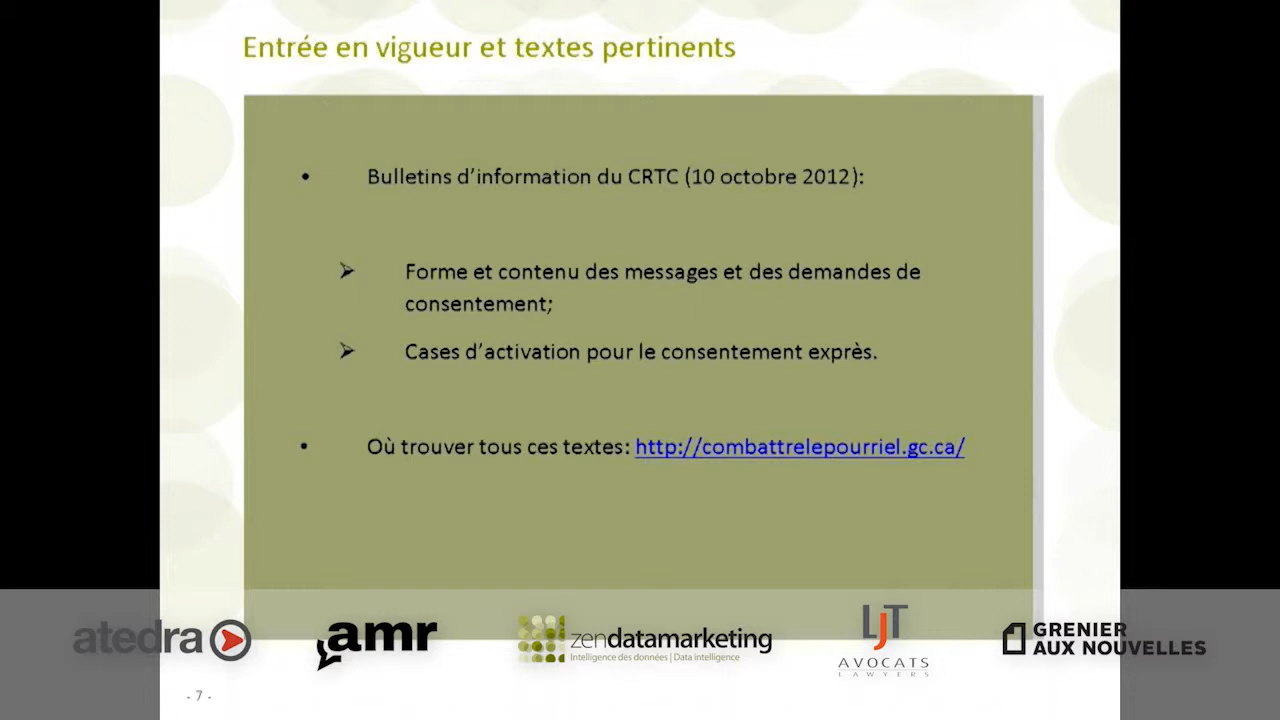 Entrée en vigueur et textes pertinents
• Bulletins d'information du CRTC (10 octobre 2012):
➢ Forme et contenu des messages et des demandes de
consentement;
➢ Cases d'activation pour le consentement exprès.
• Où trouver tous ces textes: http://combattrelepourriel.gc.ca/
atedra
amr
zendatamarketing
Intelligence des données | Data intelligence
LJT
AVOCATS
LAWYERS
GRENIER
AUX NOUVELLES
- 7 -